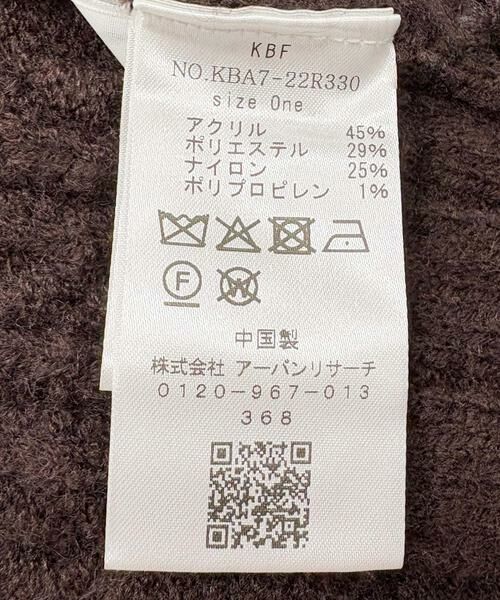 KBF
NO.KBA7-22R330
size One
アクリル 45%
ポリエステル 29%
ナイロン 25%
ポリプロピレン 1%
F W
中国製
株式会社 アーバンリサーチ
0120-967-013
368